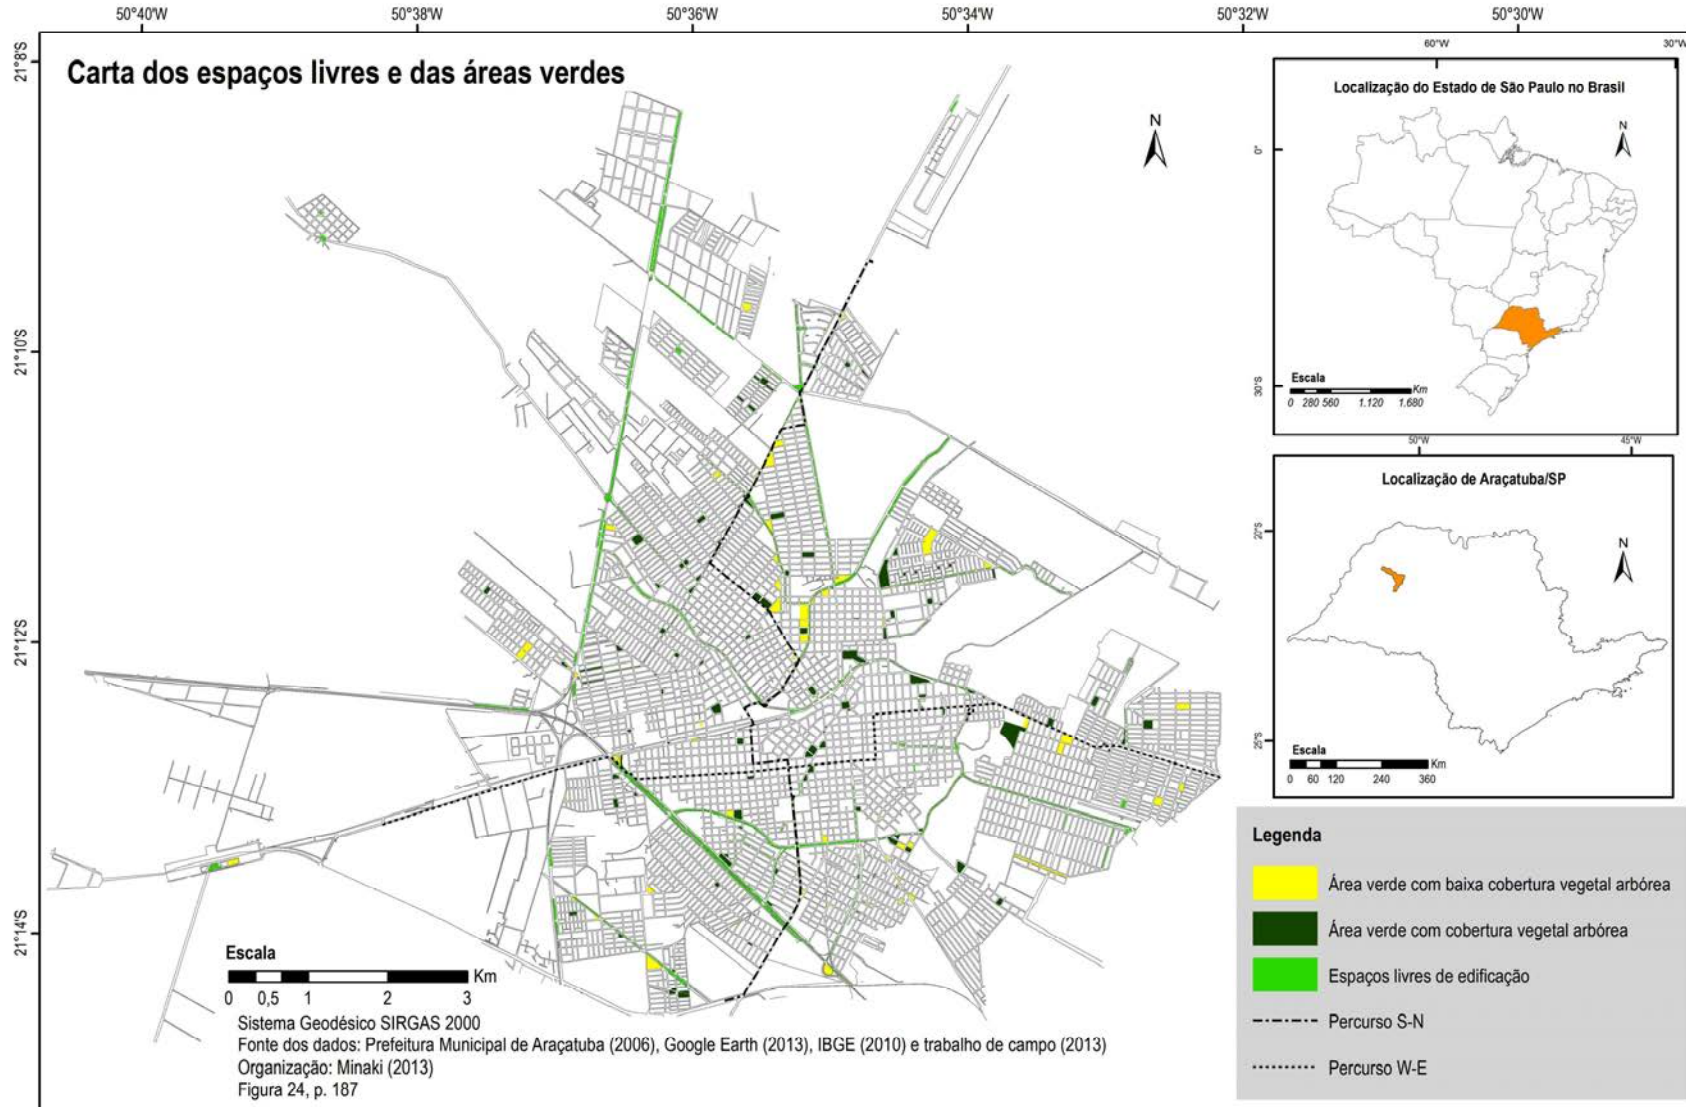 50°40'W 50°38'W 50°36'W 50°34'W 50°32'W 50°30'W
21°8'S
21°10'S
21°12'S
21°14'S
Carta dos espaços livres e das áreas verdes
N
Escala
Km
0 0,5 1 2 3
Sistema Geodésico SIRGAS 2000
Fonte dos dados: Prefeitura Municipal de Araçatuba (2006), Google Earth (2013), IBGE (2010) e trabalho de campo (2013)
Organização: Minaki (2013)
Figura 24, p. 187
60°W 30°W
Localização do Estado de São Paulo no Brasil
N
0°
30°S
Escala
Km
0 280 560 1.120 1.680
50°W 45°W
Localização de Araçatuba/SP
N
Escala
Km
0 60 120 240 360
Legenda
Área verde com baixa cobertura vegetal arbórea
Área verde com cobertura vegetal arbórea
Espaços livres de edificação
Percurso S-N
Percurso W-E